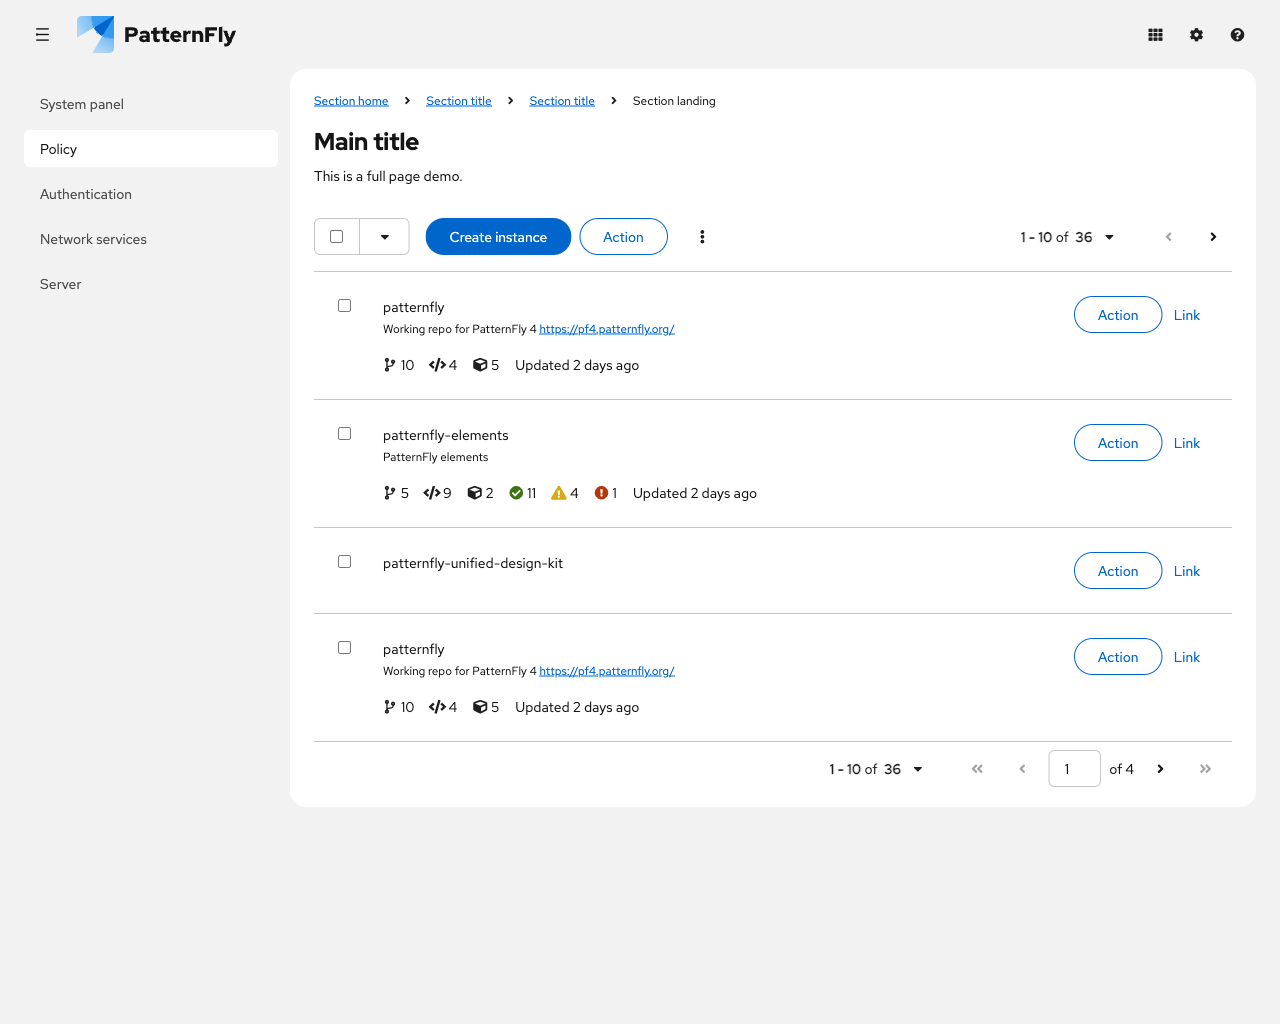 PatternFly
System panel
Policy
Authentication
Network services
Server
Section home Section title Section title Section landing
Main title
This is a full page demo.
Create instance Action 1 - 10 of 36
patternfly
Working repo for PatternFly 4 https://pf4.patternfly.org/
10 4 5 Updated 2 days ago
Action Link
patternfly-elements
PatternFly elements
5 9 2 11 4 1 Updated 2 days ago
Action Link
patternfly-unified-design-kit
Action Link
patternfly
Working repo for PatternFly 4 https://pf4.patternfly.org/
10 4 5 Updated 2 days ago
Action Link
1 - 10 of 36 1 of 4